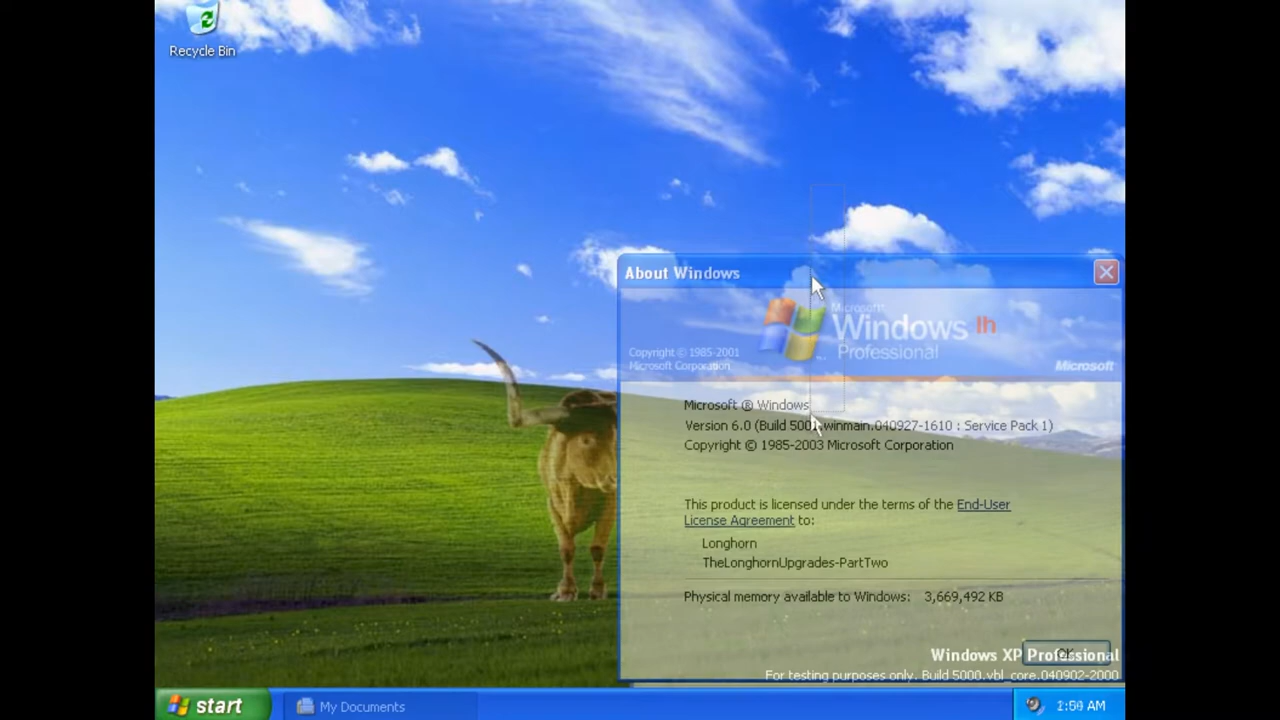 Recycle Bin
About Windows
Microsoft®
Windows lh
Professional
Copyright © 1985-2001
Microsoft Corporation
Microsoft
Microsoft ® Windows
Version 6.0 (Build 5001.winmain.040927-1610 : Service Pack 1)
Copyright © 1985-2003 Microsoft Corporation
This product is licensed under the terms of the End-User
License Agreement to:
Longhorn
TheLonghornUpgrades-PartTwo
Physical memory available to Windows: 3,669,492 KB
OK
Windows XP Professional
For testing purposes only. Build 5000.vbl_core.040902-2000
start
My Documents
AM